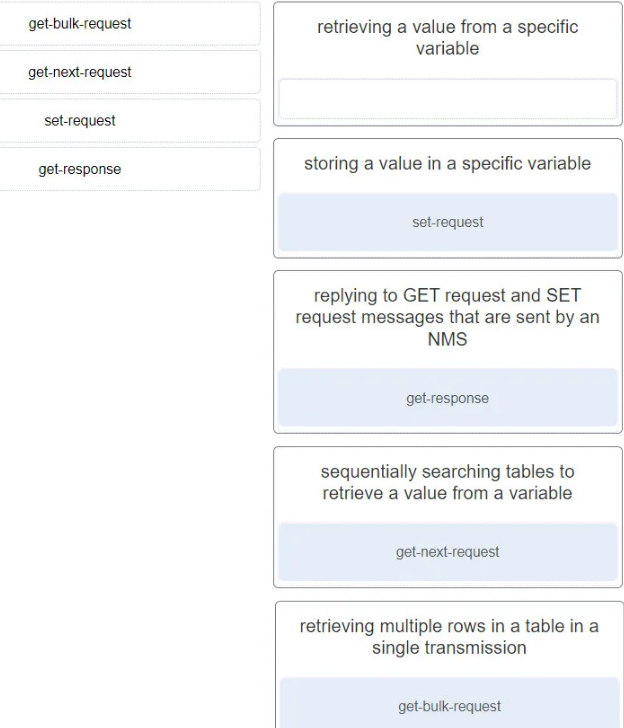 get-bulk-request
get-next-request
set-request
get-response
retrieving a value from a specific
variable
storing a value in a specific variable
set-request
replying to GET request and SET
request messages that are sent by an
NMS
get-response
sequentially searching tables to
retrieve a value from a variable
get-next-request
retrieving multiple rows in a table in a
single transmission
get-bulk-request